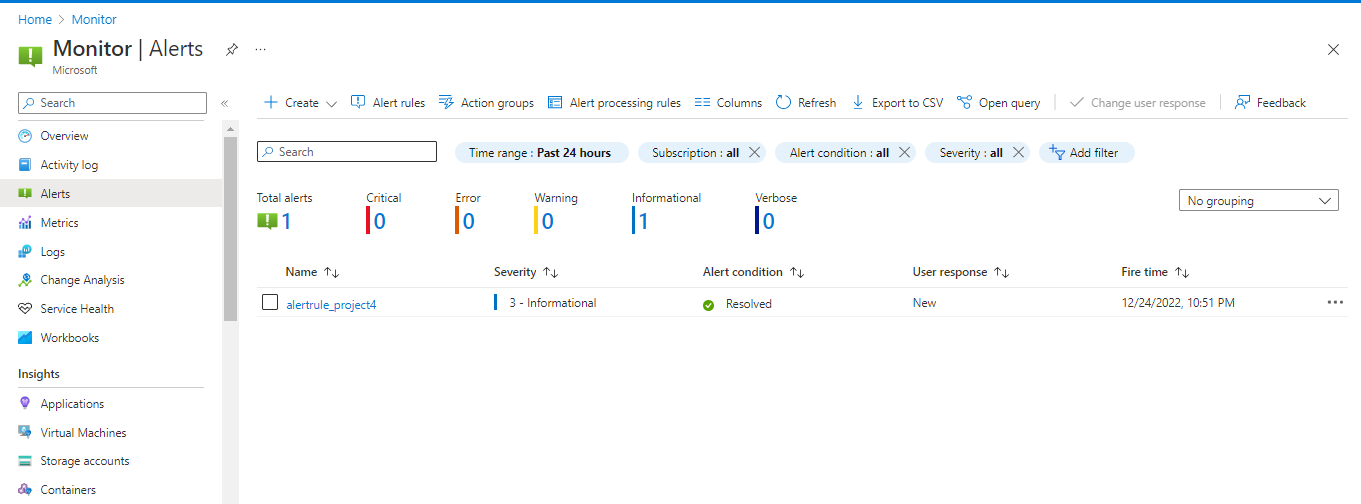 Home > Monitor
Monitor | Alerts ...
Microsoft
Search «
Create Alert rules Action groups Alert processing rules Columns Refresh Export to CSV Open query Change user response Feedback
Overview
Activity log
Alerts
Metrics
Logs
Change Analysis
Service Health
Workbooks
Insights
Applications
Virtual Machines
Storage accounts
Containers
Search Time range : Past 24 hours Subscription : all Alert condition : all Severity : all Add filter
Total alerts Critical Error Warning Informational Verbose
1 0 0 0 1 0
No grouping
Name Severity Alert condition User response Fire time
alertrule_project4 3 - Informational Resolved New 12/24/2022, 10:51 PM ...